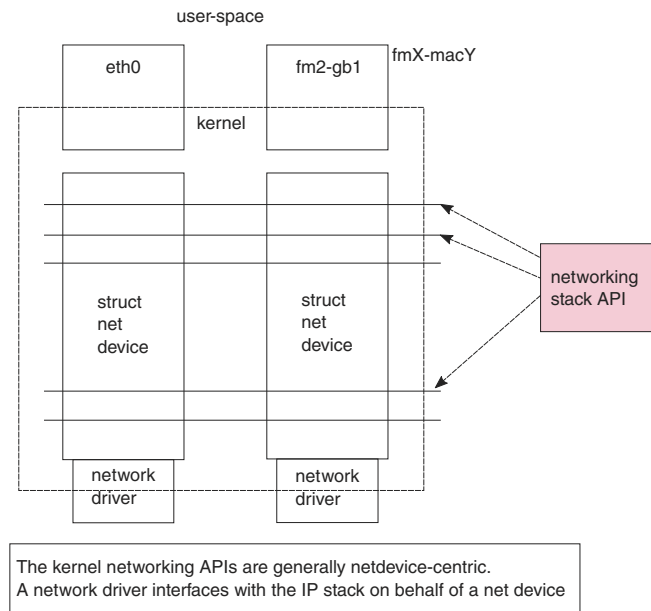 user-space
eth0
fm2-gb1
fmX-macY
kernel
struct
net
device
struct
net
device
networking
stack API
network
driver
network
driver
The kernel networking APIs are generally netdevice-centric.
A network driver interfaces with the IP stack on behalf of a net device